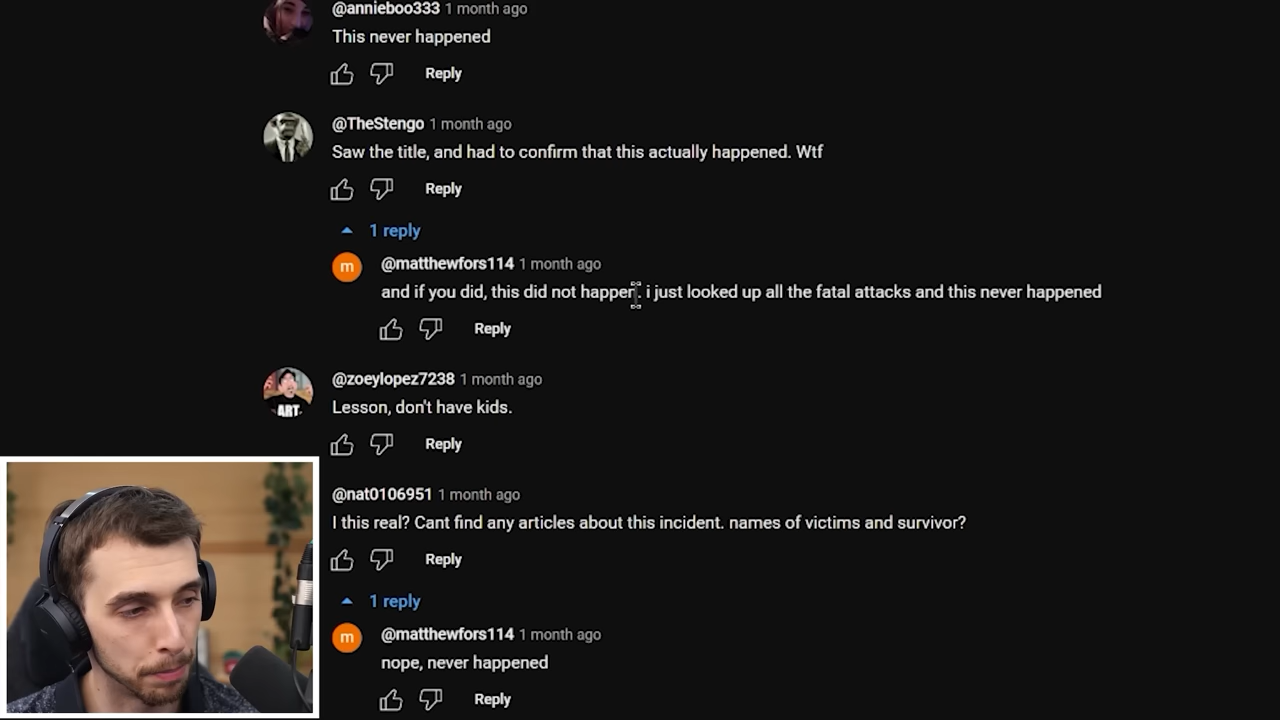 @annieboo333 1 month ago
This never happened
Reply
@TheStengo 1 month ago
Saw the title, and had to confirm that this actually happened. Wtf
Reply
1 reply
m
@matthewfors114 1 month ago
and if you did, this did not happen. i just looked up all the fatal attacks and this never happened
Reply
ART
@zoeylopez7238 1 month ago
Lesson, don't have kids.
Reply
@nat0106951 1 month ago
I this real? Cant find any articles about this incident. names of victims and survivor?
Reply
1 reply
m
@matthewfors114 1 month ago
nope, never happened
Reply